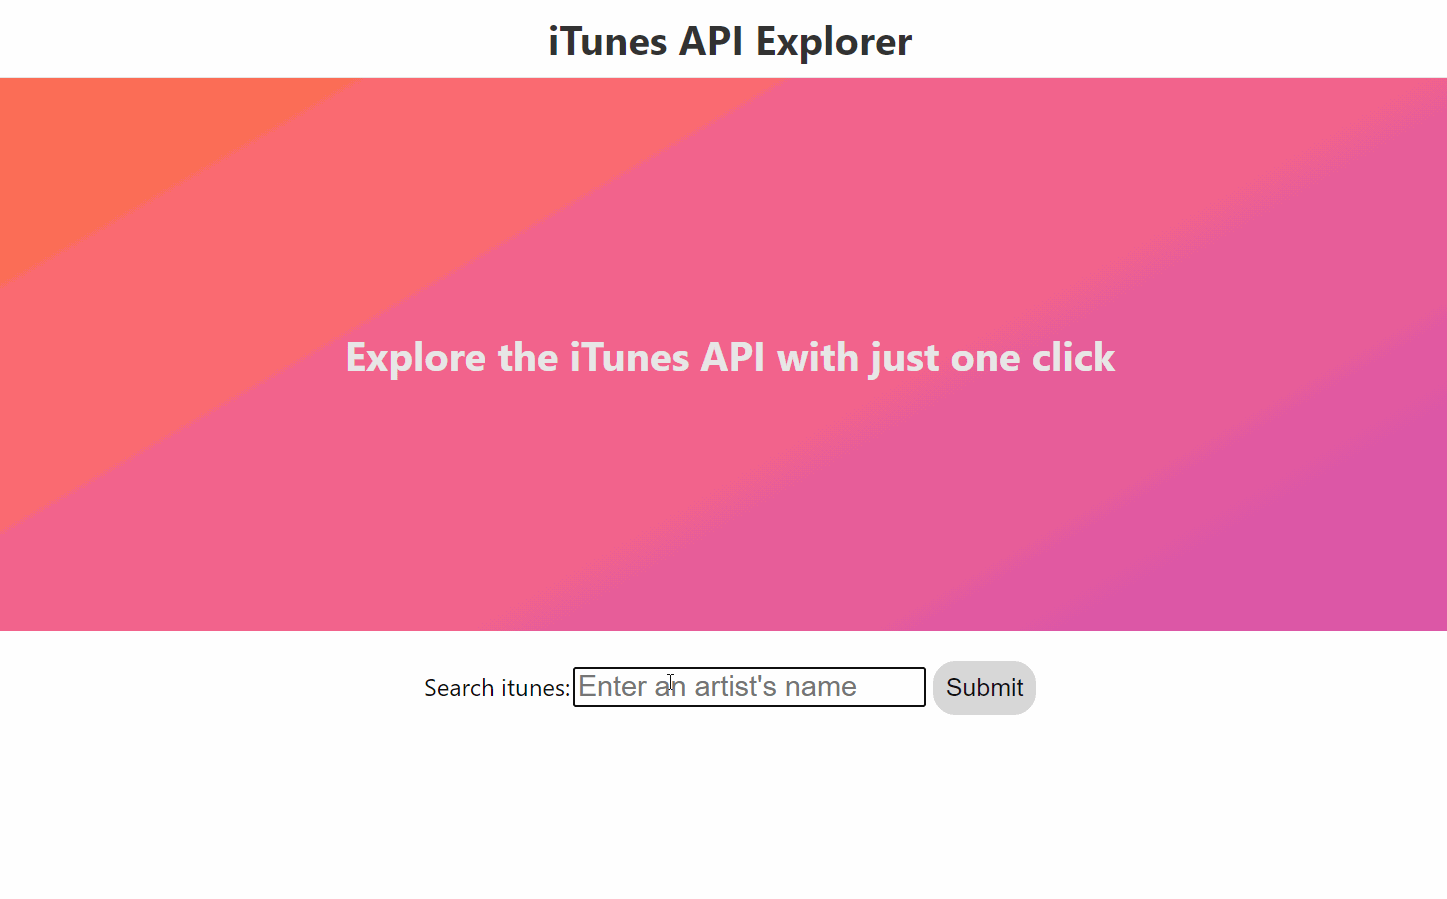 iTunes API Explorer
Explore the iTunes API with just one click
Search itunes: Enter an artist's name Submit